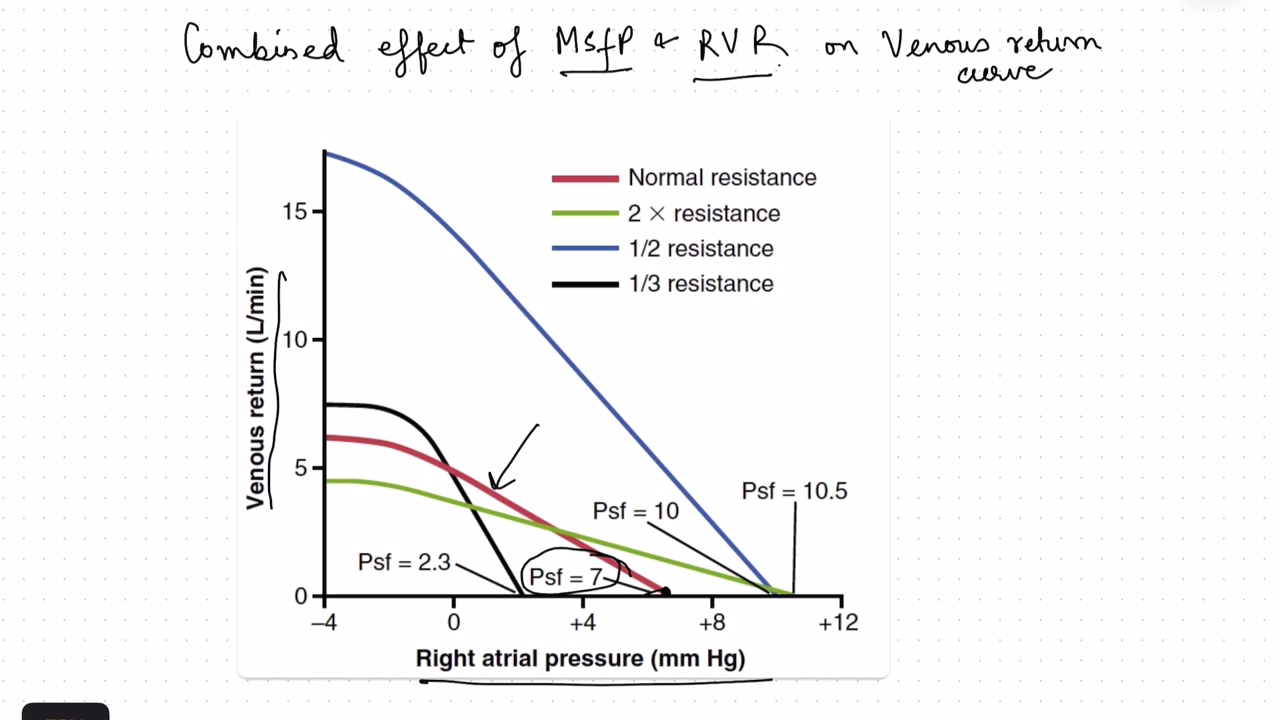 Combised effect of MSfP & RVR on Venous return
curve
Normal resistance
2 × resistance
1/2 resistance
1/3 resistance
15
10
5
0
Venous return (L/min)
Psf = 10.5
Psf = 10
Psf = 2.3
Psf = 7
–4 0 +4 +8 +12
Right atrial pressure (mm Hg)